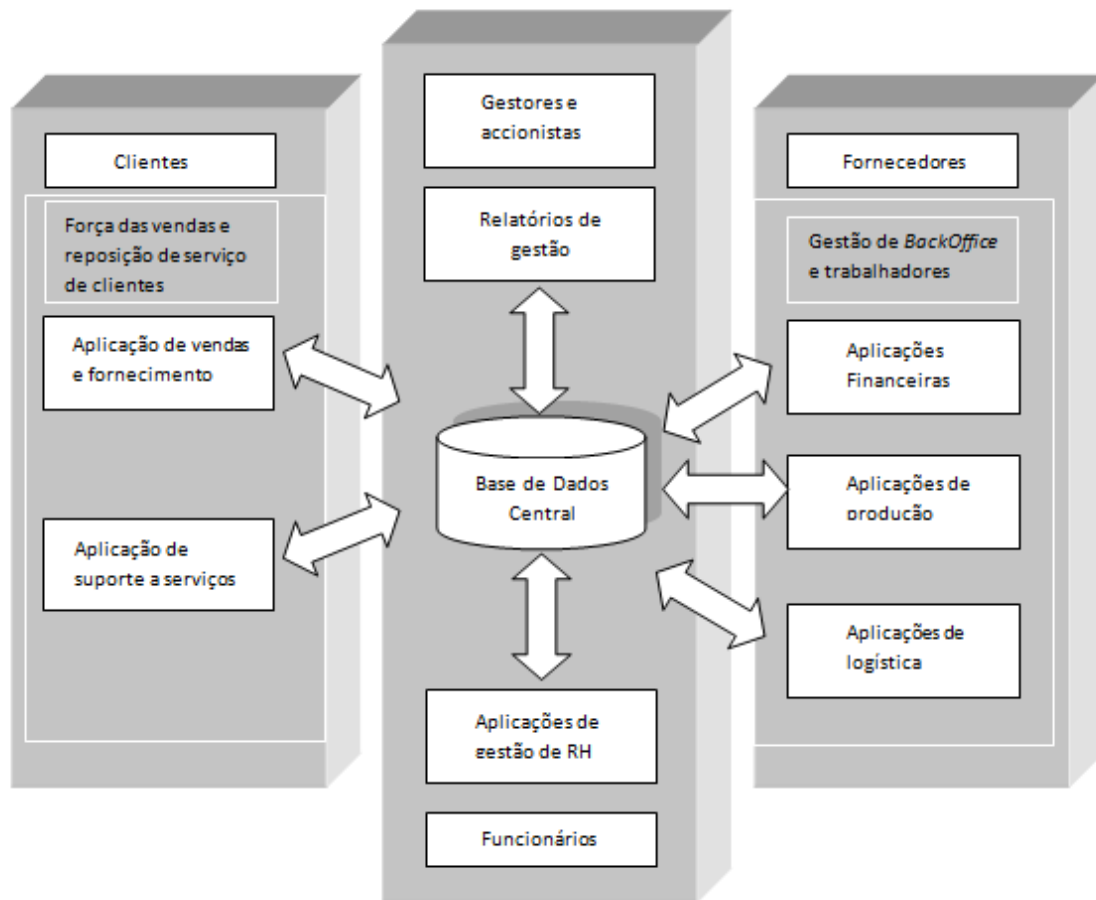 Clientes
Força das vendas e
reposição de serviço
de clientes
Aplicação de vendas
e fornecimento
Aplicação de
suporte a serviços
Gestores e
accionistas
Relatórios de
gestão
Base de Dados
Central
Aplicações de
gestão de RH
Funcionários
Fornecedores
Gestão de BackOffice
e trabalhadores
Aplicações
Financeiras
Aplicações de
produção
Aplicações de
logística